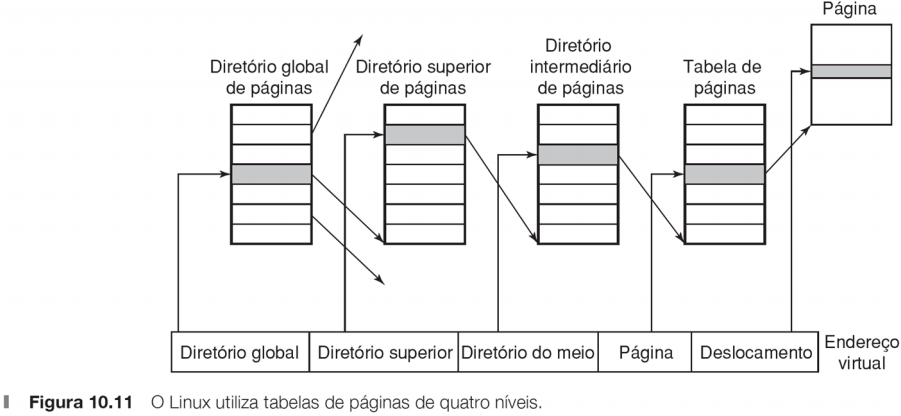 Página
Diretório global
de páginas
Diretório superior
de páginas
Diretório
intermediário
de páginas
Tabela de
páginas
Diretório global
Diretório superior
Diretório do meio
Página
Deslocamento
Endereço
virtual
Figura 10.11 O Linux utiliza tabelas de páginas de quatro níveis.